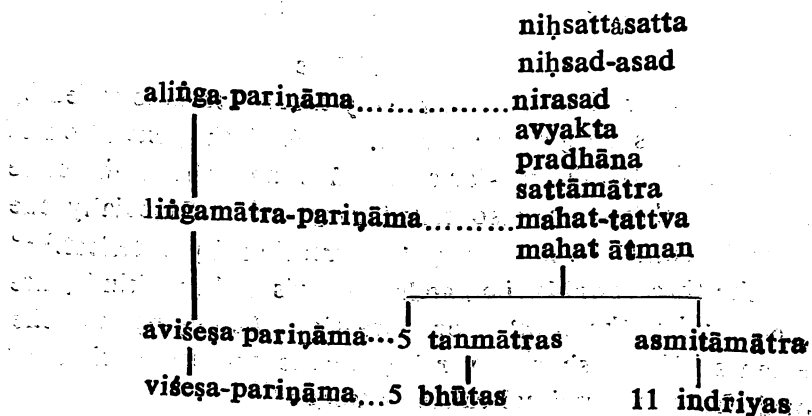 niḥsattâsatta
niḥsad-asad
aliṅga-pariṇāma...............nirasad
avyakta
pradhāna
sattāmātra
liṅgamātra-pariṇāma.........mahat-tattva
mahat ātman
aviśeṣa pariṇāma...5 tanmātras asmitāmātra
viśeṣa-pariṇāma...5 bhūtas 11 indriyas